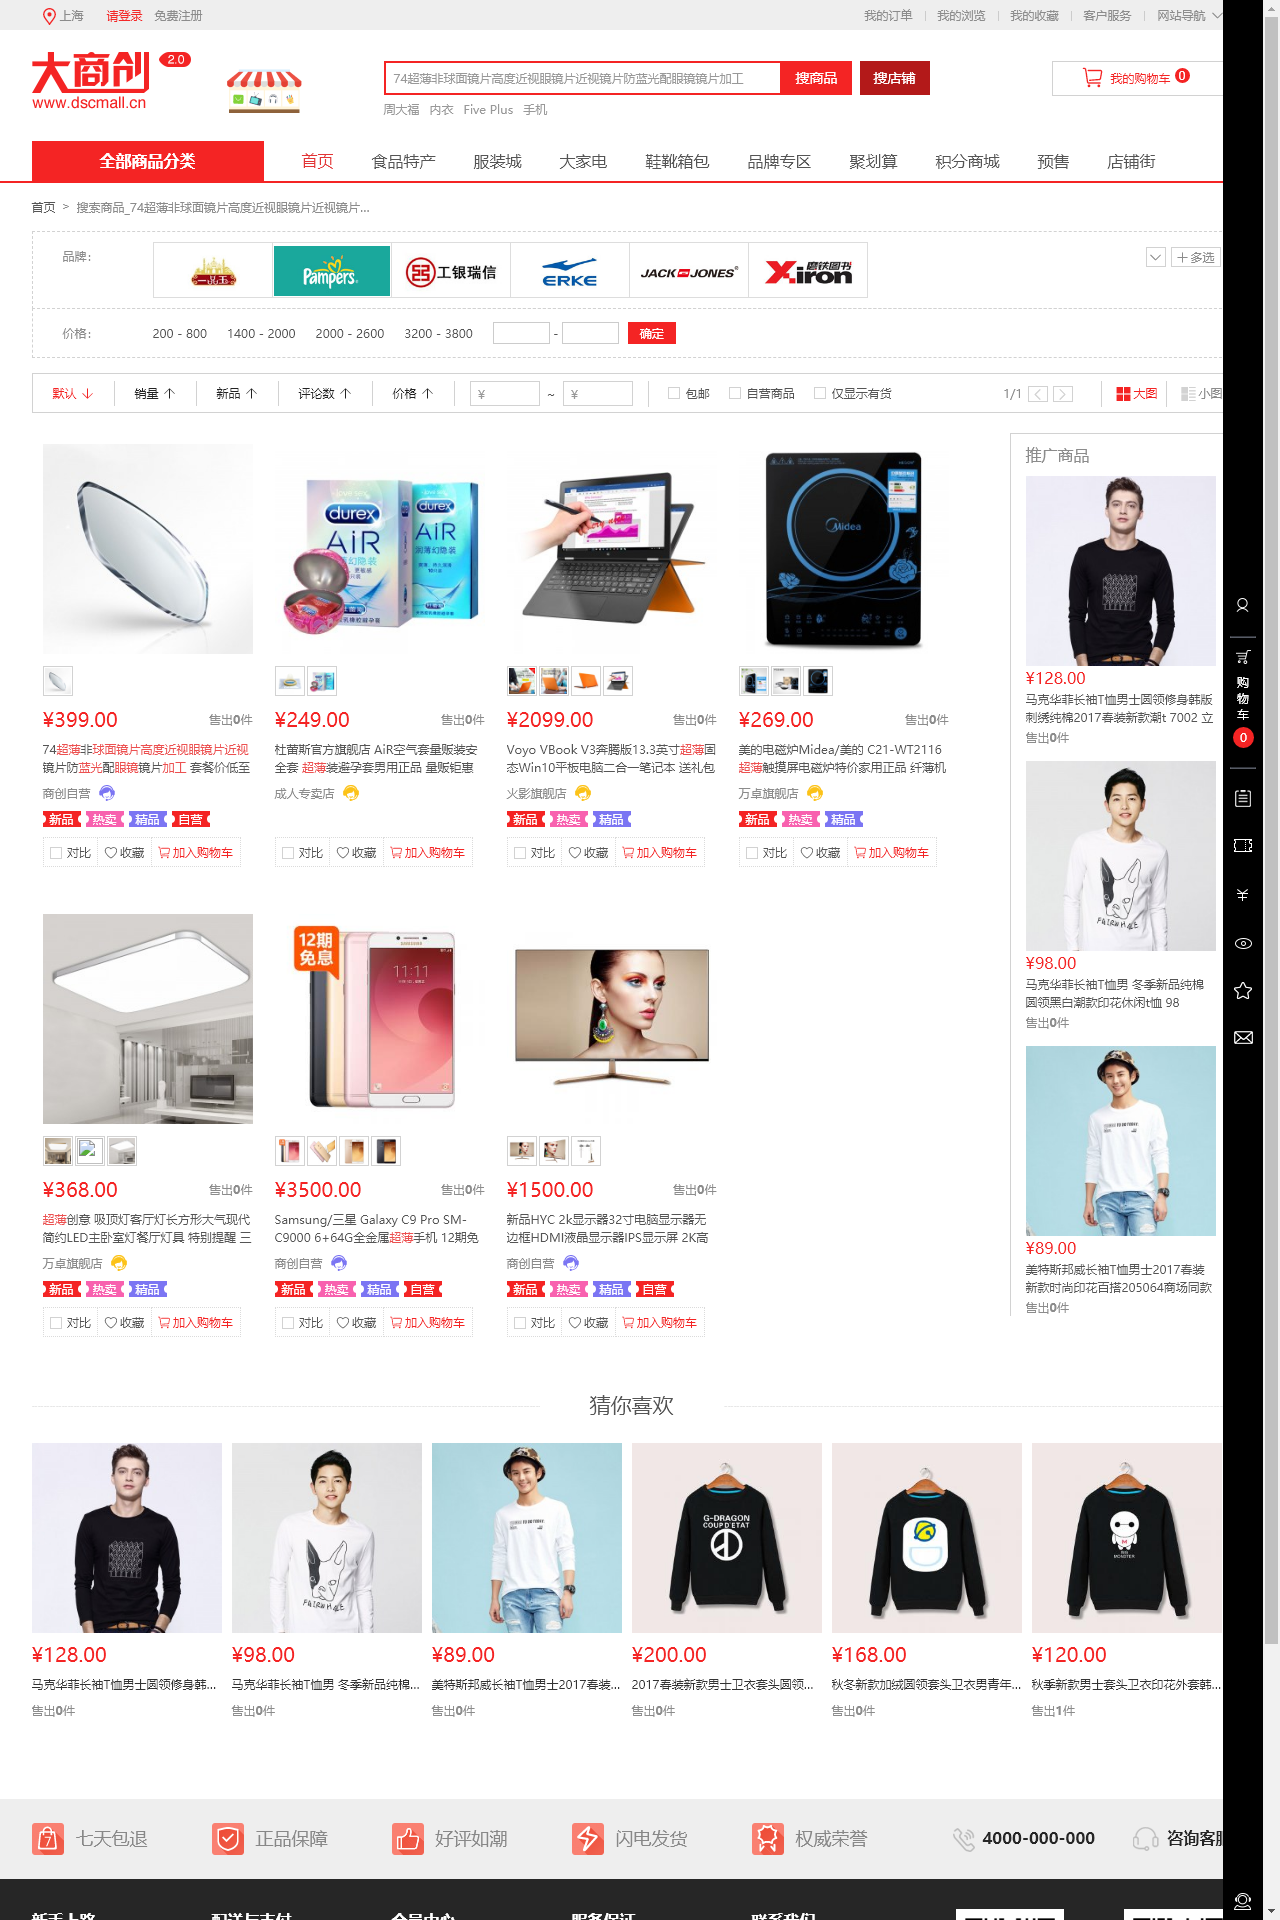 上海 请登录 免费注册 我的订单 我的浏览 我的收藏 客户服务 网站导航
大商创 2.0
www.dscmall.cn
74超薄非球面镜片高度近视眼镜片近视镜片防蓝光配眼镜镜片加工 搜商品 搜店铺 我的购物车 0
周大福 内衣 Five Plus 手机
全部商品分类 首页 食品特产 服装城 大家电 鞋靴箱包 品牌专区 聚划算 积分商城 预售 店铺街
首页 > 搜索商品_74超薄非球面镜片高度近视眼镜片近视镜片...
品牌: 一品玉 Pampers 工银瑞信 ERKE JACK & JONES 磨铁图书 Xiron 多选
价格: 200 - 800 1400 - 2000 2000 - 2600 3200 - 3800 - 确定
默认 销量 新品 评论数 价格 ¥ ~ ¥ 包邮 自营商品 仅显示有货 1/1 大图 小图
推广商品
¥399.00 售出0件
74超薄非球面镜片高度近视眼镜片近视
镜片防蓝光配眼镜镜片加工 套餐价低至
商创自营
新品 热卖 精品 自营
对比 收藏 加入购物车
durex AiR
¥249.00 售出0件
杜蕾斯官方旗舰店 AiR空气套量贩装安
全套 超薄装避孕套男用正品 量贩钜惠
成人专卖店
对比 收藏 加入购物车
¥2099.00 售出0件
Voyo VBook V3奔腾版13.3英寸超薄固
态Win10平板电脑二合一笔记本 送礼包
火影旗舰店
新品 热卖 精品
对比 收藏 加入购物车
Midea
¥269.00 售出0件
美的电磁炉Midea/美的 C21-WT2116
超薄触摸屏电磁炉特价家用正品 纤薄机
万卓旗舰店
新品 热卖 精品
对比 收藏 加入购物车
¥128.00
马克华菲长袖T恤男士圆领修身韩版
刺绣纯棉2017春装新款潮t 7002 立
售出0件
¥98.00
马克华菲长袖T恤男 冬季新品纯棉
圆领黑白潮款印花休闲t恤 98
售出0件
¥89.00
美特斯邦威长袖T恤男士2017春装
新款时尚印花百搭205064商场同款
售出0件
购物车
0
¥368.00 售出0件
超薄创意 吸顶灯客厅灯长方形大气现代
简约LED主卧室灯餐厅灯具 特别提醒 三
万卓旗舰店
新品 热卖 精品
对比 收藏 加入购物车
12期
免息
11:11
¥3500.00 售出0件
Samsung/三星 Galaxy C9 Pro SM-
C9000 6+64G全金属超薄手机 12期免
商创自营
新品 热卖 精品 自营
对比 收藏 加入购物车
¥1500.00 售出0件
新品HYC 2k显示器32寸电脑显示器无
边框HDMI液晶显示器IPS显示屏 2K高
商创自营
新品 热卖 精品 自营
对比 收藏 加入购物车
猜你喜欢
G-DRAGON
COUP D'ETAT
¥128.00 ¥98.00 ¥89.00 ¥200.00 ¥168.00 ¥120.00
马克华菲长袖T恤男士圆领修身韩... 马克华菲长袖T恤男 冬季新品纯棉... 美特斯邦威长袖T恤男士2017春装... 2017春装新款男士卫衣套头圆领... 秋冬新款加绒圆领套头卫衣男青年... 秋季新款男士套头卫衣印花外套韩...
售出0件 售出0件 售出0件 售出0件 售出0件 售出1件
七天包退 正品保障 好评如潮 闪电发货 权威荣誉 4000-000-000 咨询客服
新手上路 配送与支付 会员中心 服务保证 联系我们